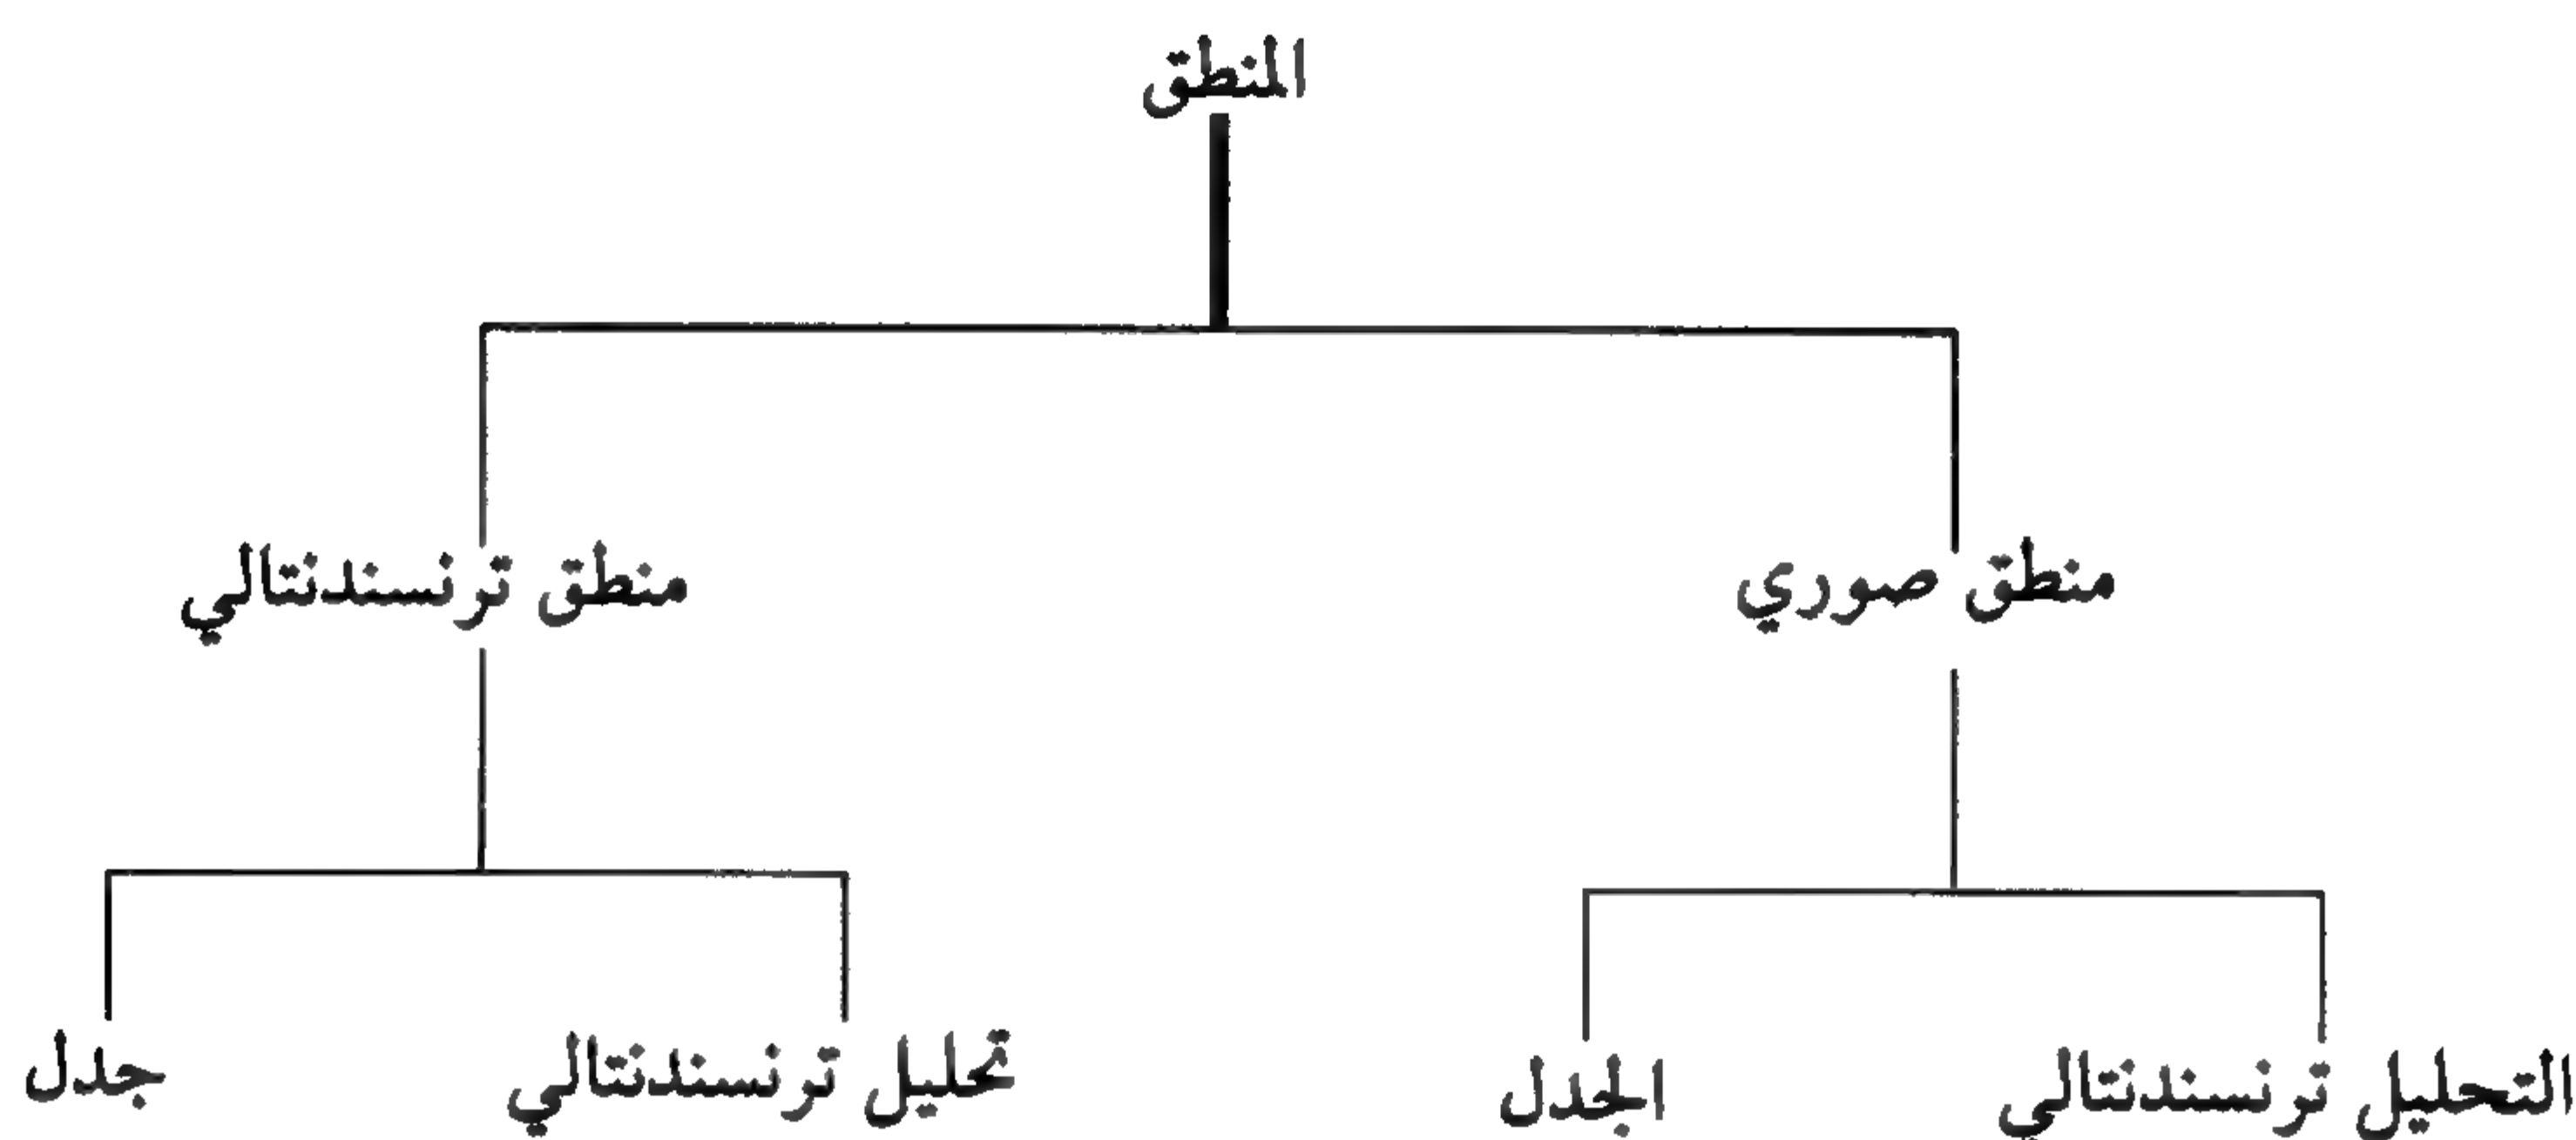 المنطق
منطق صوري
منطق ترنسندنتالي
التحليل ترنسندنتالي
الجدل
تحليل ترنسندنتالي
جدل